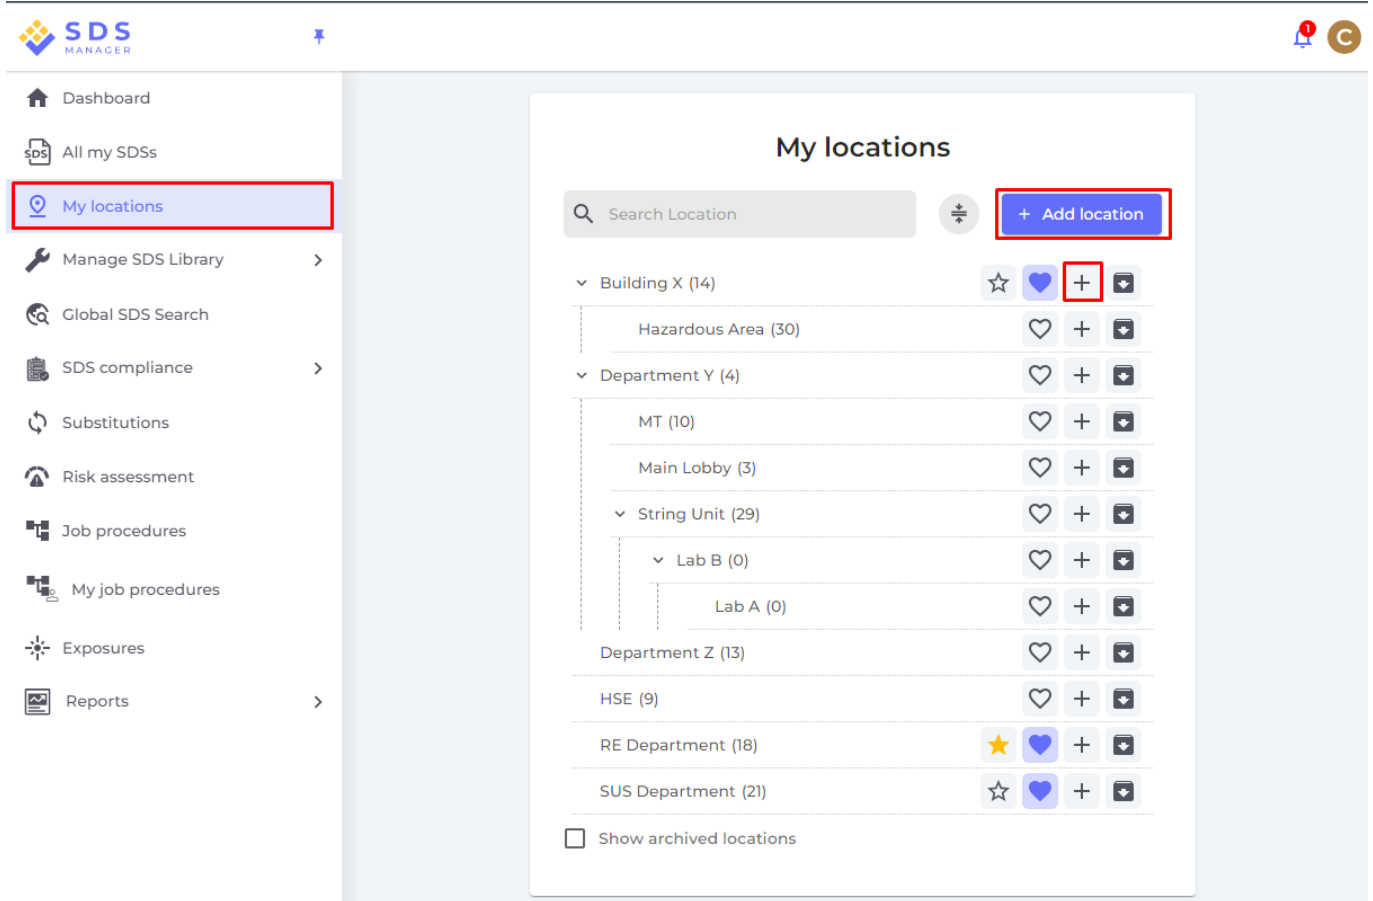 SDS
MANAGER
1
C
Dashboard
SDS
All my SDSs
My locations
Manage SDS Library
Global SDS Search
SDS compliance
Substitutions
Risk assessment
Job procedures
My job procedures
Exposures
Reports
My locations
Search Location
+ Add location
Building X (14)
Hazardous Area (30)
Department Y (4)
MT (10)
Main Lobby (3)
String Unit (29)
Lab B (0)
Lab A (0)
Department Z (13)
HSE (9)
RE Department (18)
SUS Department (21)
Show archived locations